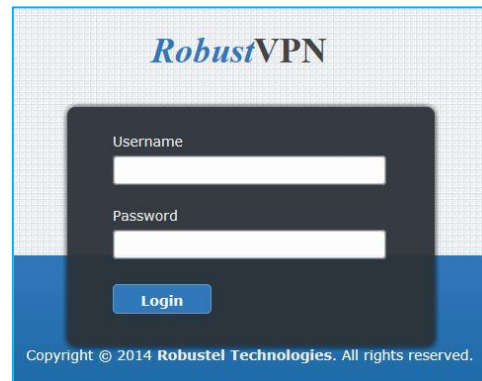 RobustVPN
Username
Password
Login
Copyright © 2014 Robustel Technologies. All rights reserved.